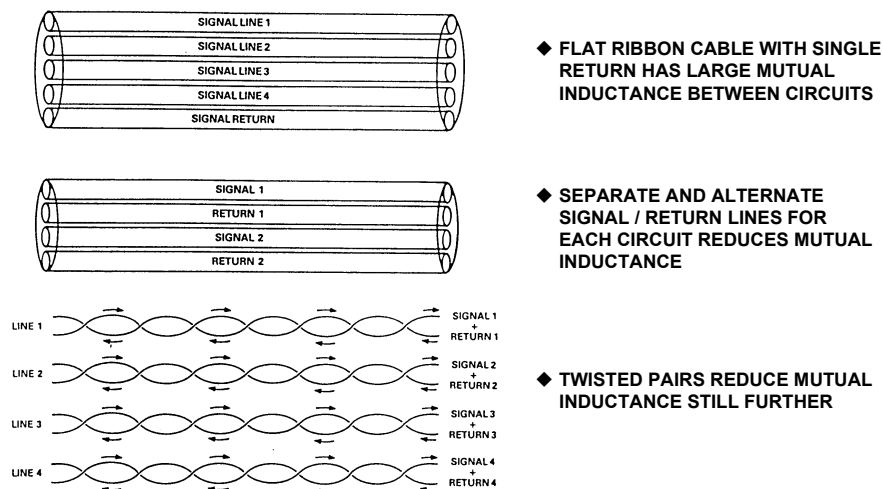 SIGNAL LINE 1
SIGNAL LINE 2
SIGNAL LINE 3
SIGNAL LINE 4
SIGNAL RETURN
◆ FLAT RIBBON CABLE WITH SINGLE
RETURN HAS LARGE MUTUAL
INDUCTANCE BETWEEN CIRCUITS
SIGNAL 1
RETURN 1
SIGNAL 2
RETURN 2
◆ SEPARATE AND ALTERNATE
SIGNAL / RETURN LINES FOR
EACH CIRCUIT REDUCES MUTUAL
INDUCTANCE
LINE 1
SIGNAL 1
+
RETURN 1
LINE 2
SIGNAL 2
+
RETURN 2
LINE 3
SIGNAL 3
+
RETURN 3
LINE 4
SIGNAL 4
+
RETURN 4
◆ TWISTED PAIRS REDUCE MUTUAL
INDUCTANCE STILL FURTHER